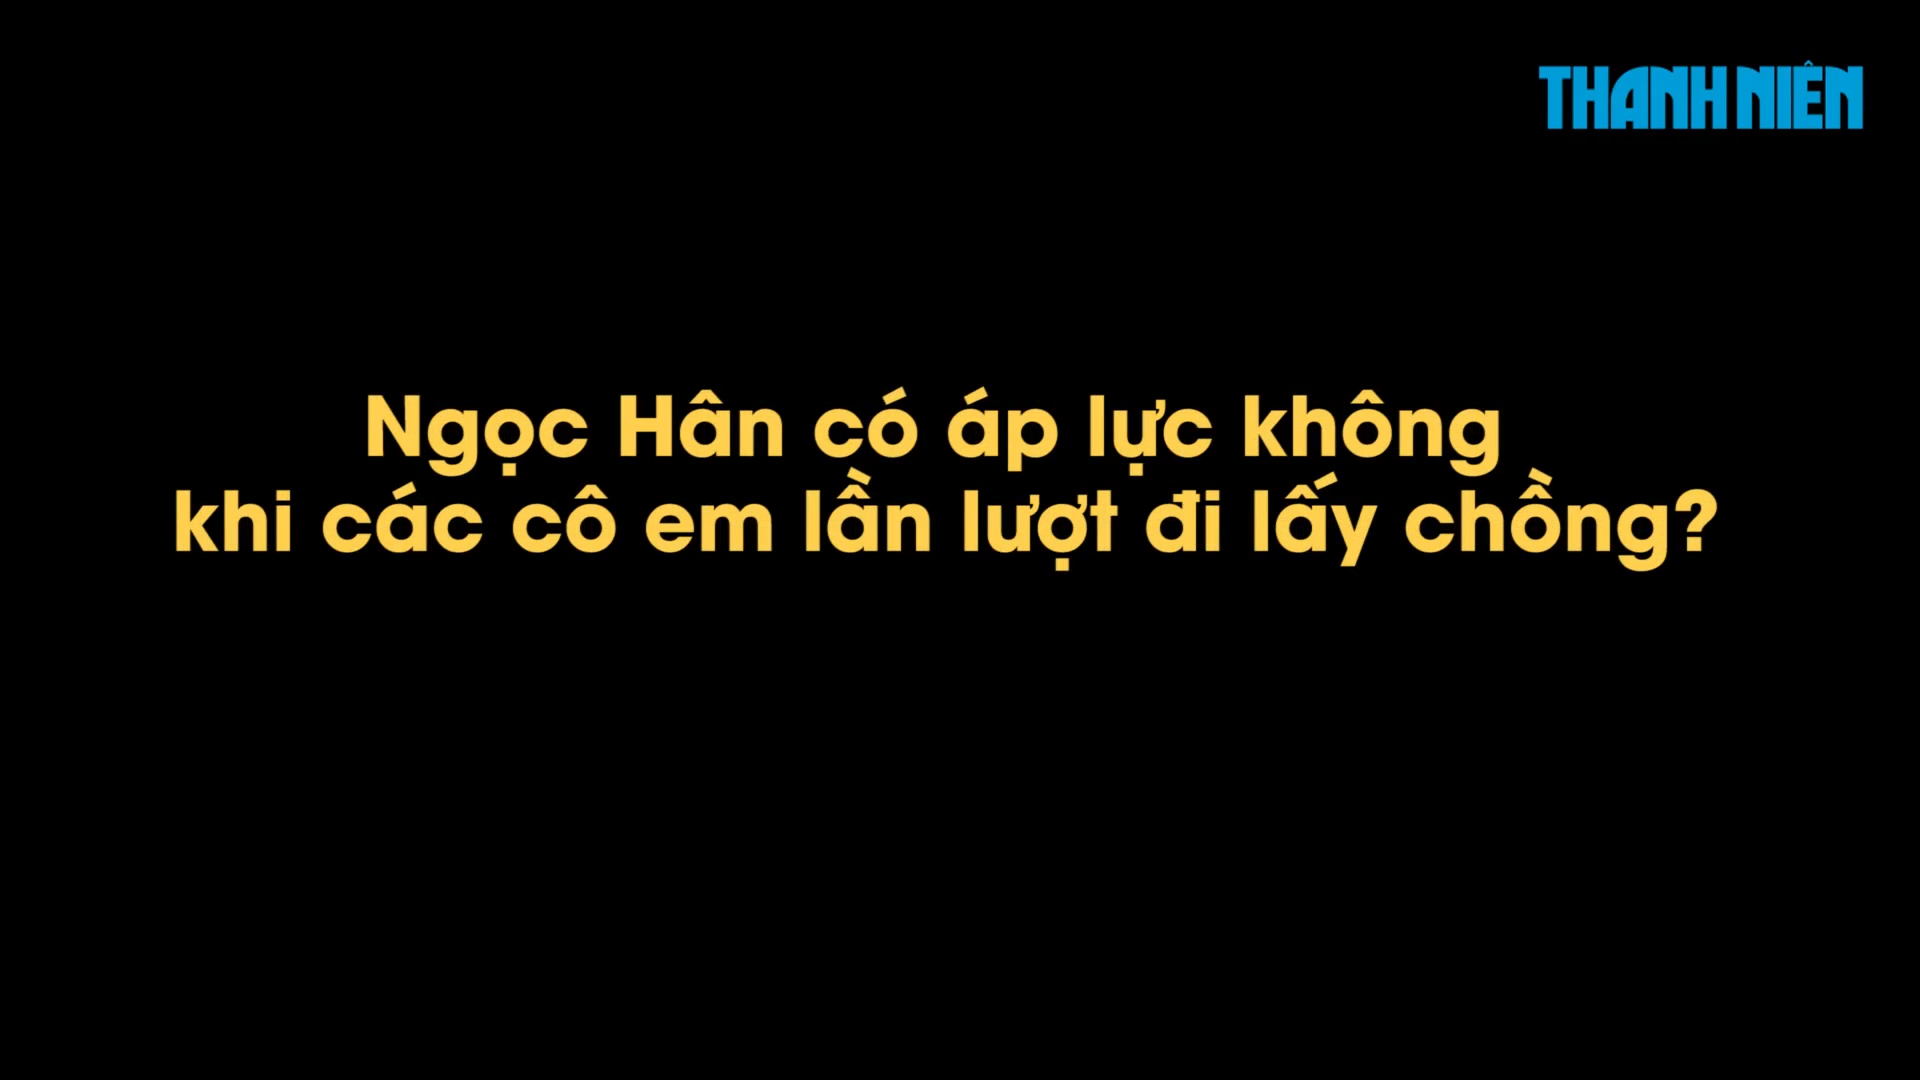 THANH NIÊN
Ngọc Hân có áp lực không
khi các cô em lần lượt đi lấy chồng?